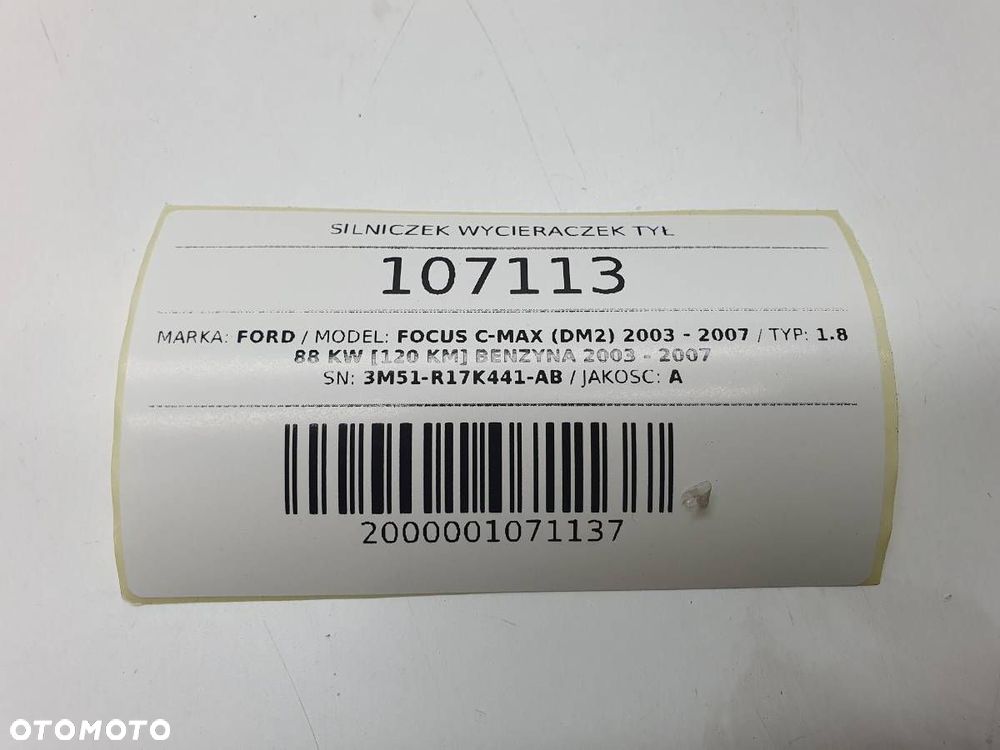 SILNICZEK WYCIERACZEK TYŁ
107113
MARKA: FORD / MODEL: FOCUS C-MAX (DM2) 2003 - 2007 / TYP: 1.8
88 KW [120 KM] BENZYNA 2003 - 2007
SN: 3M51-R17K441-AB / JAKOSC: A
2000001071137
OTOMOTO